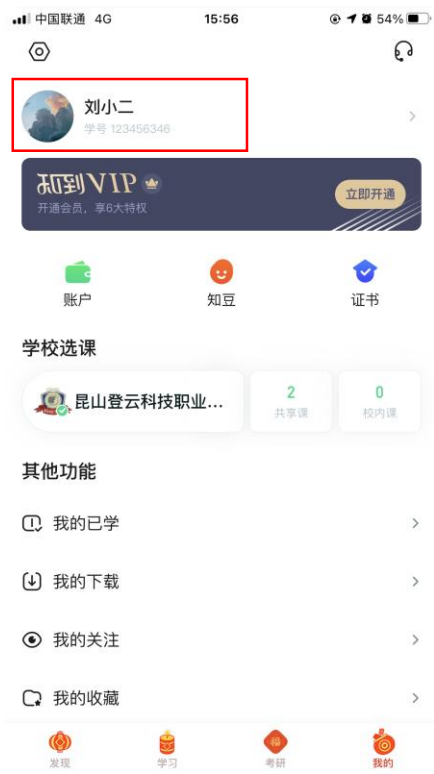 中国联通 4G 15:56 54%
刘小二
学号 123456346
知到VIP
开通会员，享6大特权
立即开通
账户 知豆 证书
学校选课
昆山登云科技职业... 2 0
共享课 校内课
其他功能
我的已学
我的下载
我的关注
我的收藏
福
发现 学习 考研 我的